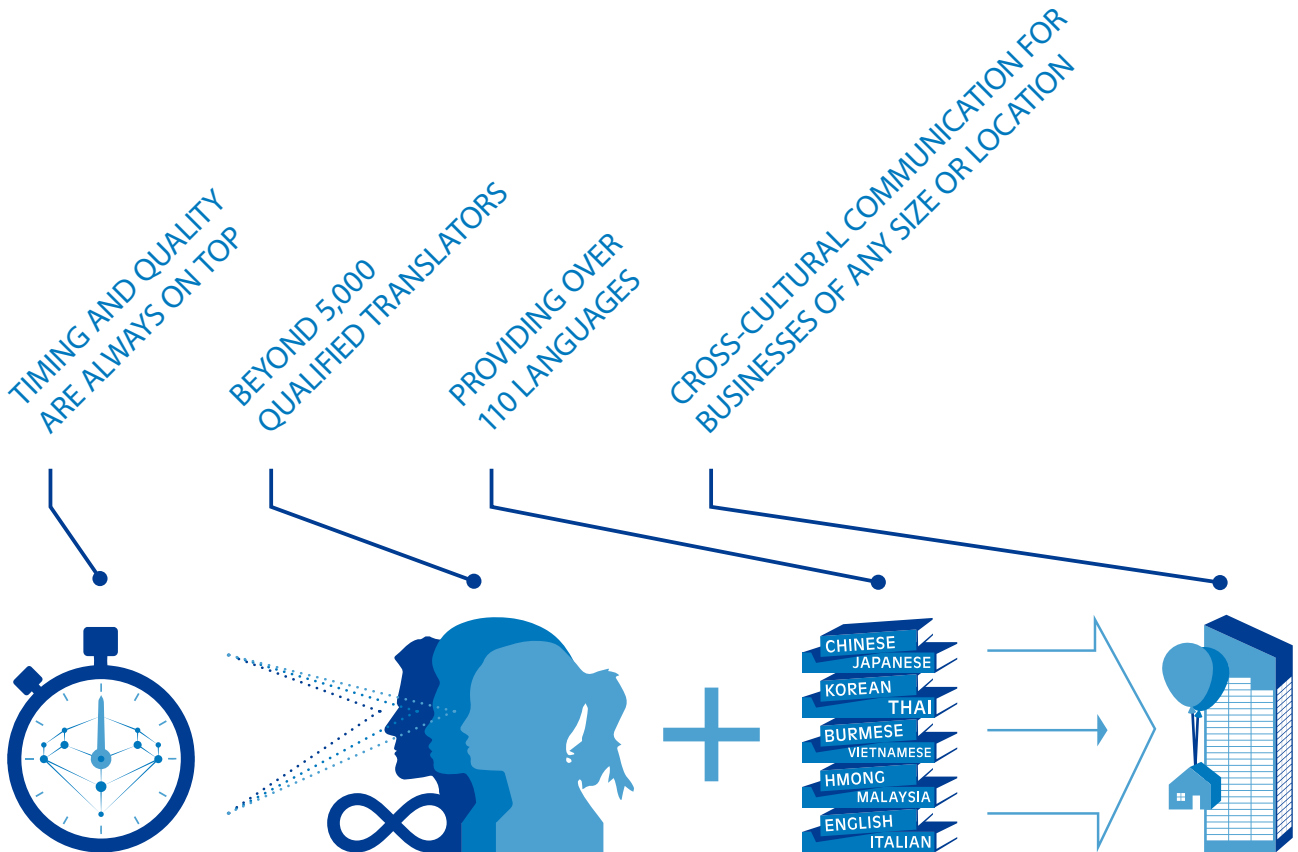 TIMING AND QUALITY
ARE ALWAYS ON TOP
BEYOND 5,000
QUALIFIED TRANSLATORS
PROVIDING OVER
110 LANGUAGES
CROSS-CULTURAL COMMUNICATION FOR
BUSINESSES OF ANY SIZE OR LOCATION
CHINESE
JAPANESE
KOREAN
THAI
BURMESE
VIETNAMESE
HMONG
MALAYSIA
ENGLISH
ITALIAN